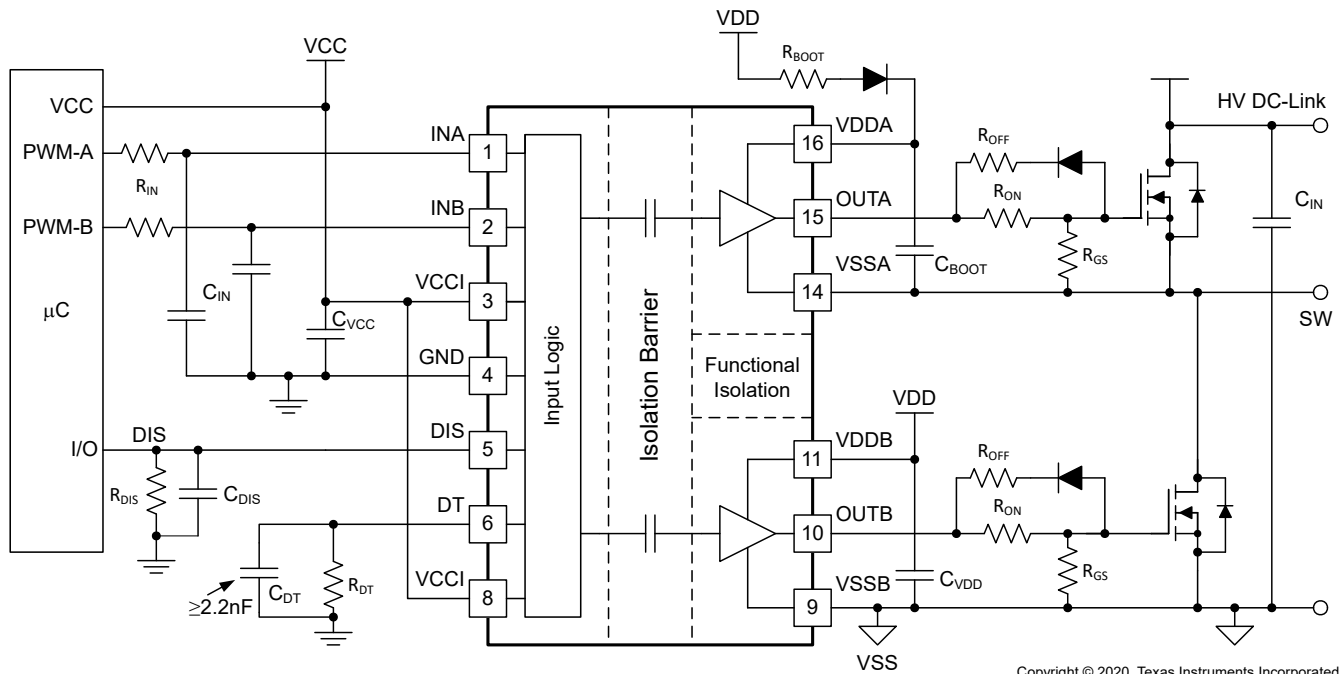 VDD
R_BOOT
VCC
VCC
HV DC-Link
INA
VDDA
PWM-A
1
16
R_OFF
R_IN
R_ON
INB
OUTA
PWM-B
2
15
C_IN
R_GS
VCCI
VSSA
C_BOOT
C_IN
μC
3
14
C_VCC
SW
GND
4
Input Logic
Isolation Barrier
Functional
Isolation
VDD
DIS
DIS
VDDB
I/O
5
11
R_OFF
R_DIS
C_DIS
R_ON
DT
OUTB
6
10
C_DT
R_DT
R_GS
≥2.2nF
VCCI
VSSB
C_VDD
8
9
VSS
Copyright © 2020, Texas Instruments Incorporated